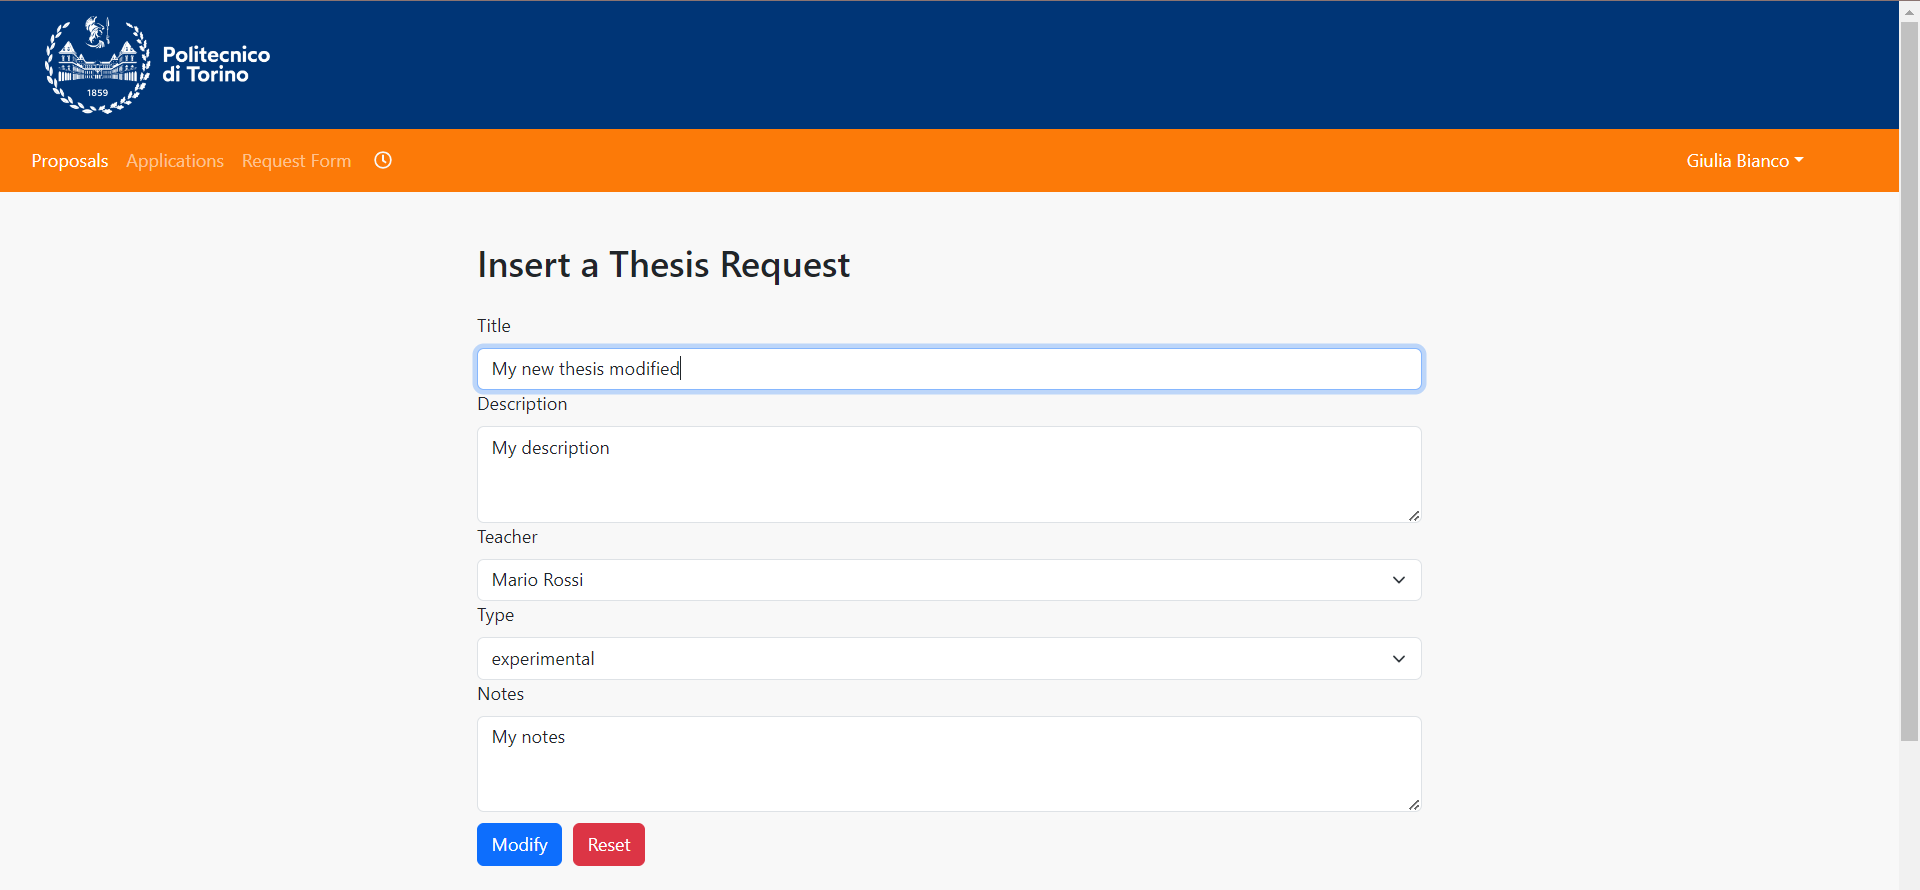 1859
Politecnico
di Torino
Proposals Applications Request Form Giulia Bianco
Insert a Thesis Request
Title
My new thesis modified
Description
My description
Teacher
Mario Rossi
Type
experimental
Notes
My notes
Modify Reset